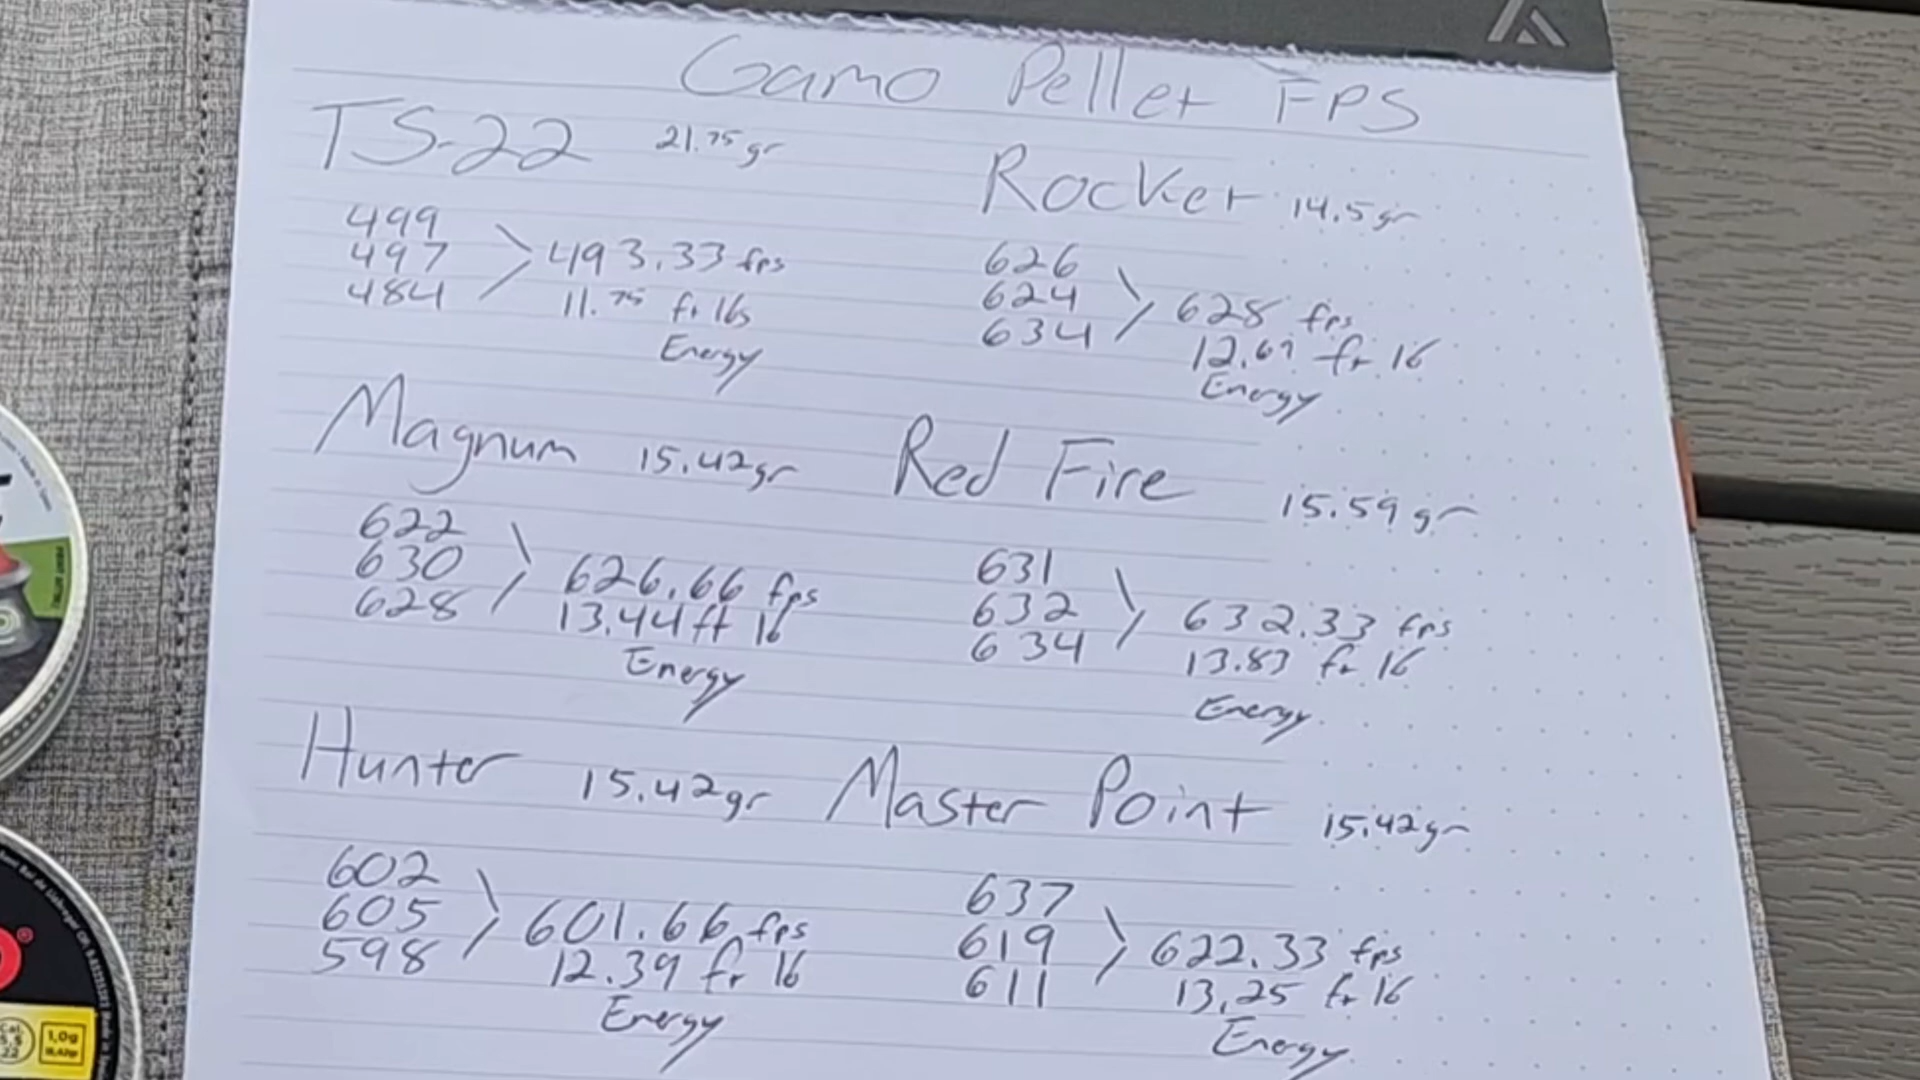 Gamo Pellet FPS
TS-22 21.75gr
499
497
484
493.33 fps
11.75 ft lbs
Energy
Rocker 14.5gr
626
624
634
628 fps
12.69 ft lb
Energy
Magnum 15.42gr
622
630
628
626.66 fps
13.44 ft lb
Energy
Red Fire 15.59gr
631
632
634
632.33 fps
13.83 ft lb
Energy
Hunter 15.42gr
602
605
598
601.66 fps
12.39 ft lb
Energy
Master Point 15.42gr
637
619
611
622.33 fps
13.25 ft lb
Energy
1,0g